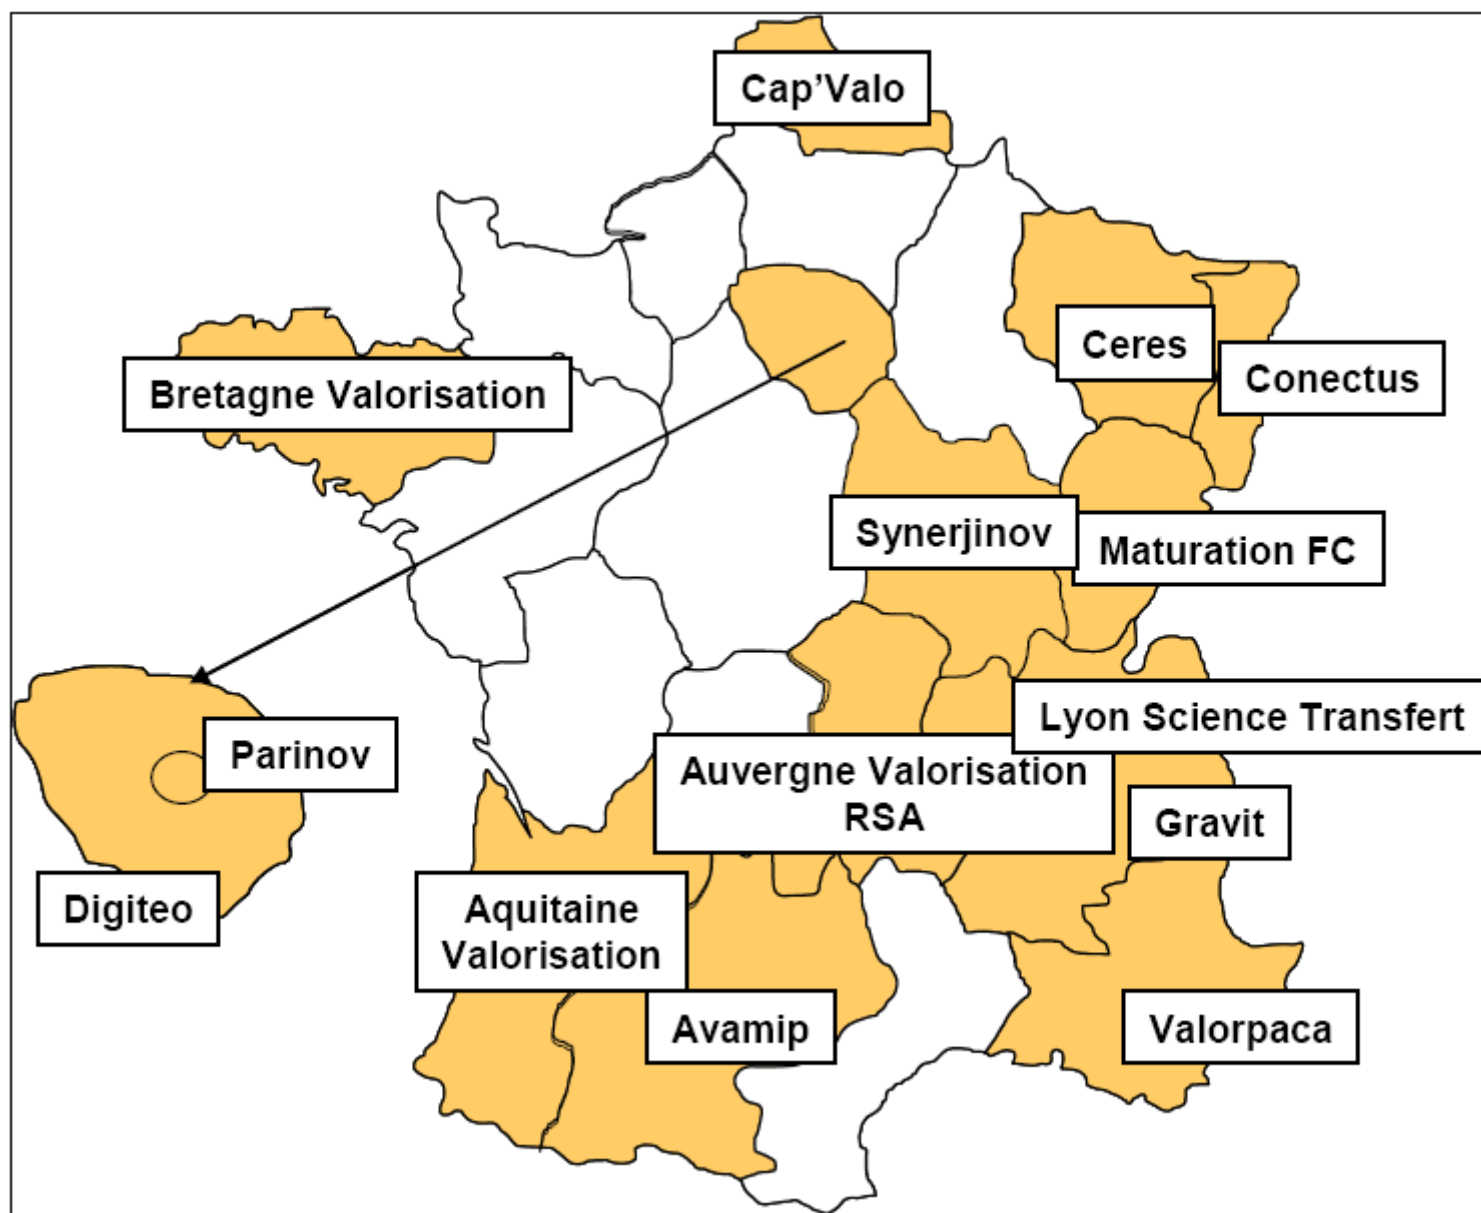 Cap'Valo
Ceres
Conectus
Bretagne Valorisation
Synerjinov
Maturation FC
Lyon Science Transfert
Parinov
Auvergne Valorisation
RSA
Gravit
Digiteo
Aquitaine
Valorisation
Avamip
Valorpaca